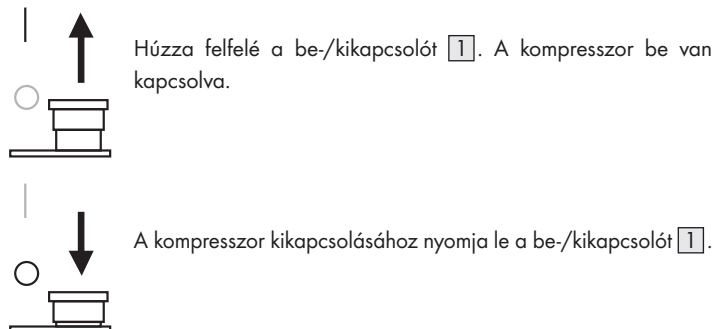 Húzza felfelé a be-/kikapcsolót 1. A kompresszor be van
kapcsolva.
A kompresszor kikapcsolásához nyomja le a be-/kikapcsolót 1.